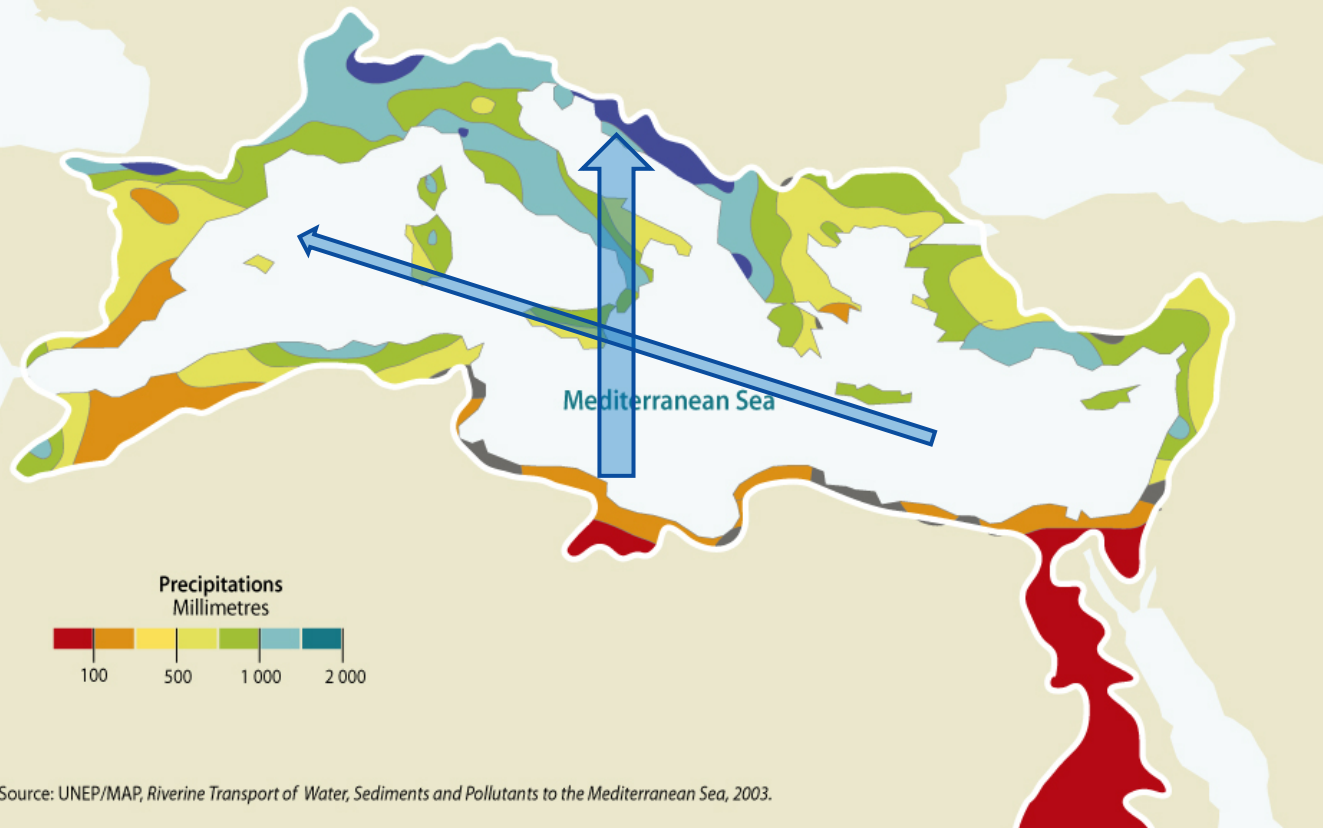 Mediterranean Sea
Precipitations
Millimetres
100 500 1 000 2 000
Source: UNEP/MAP, Riverine Transport of Water, Sediments and Pollutants to the Mediterranean Sea, 2003.